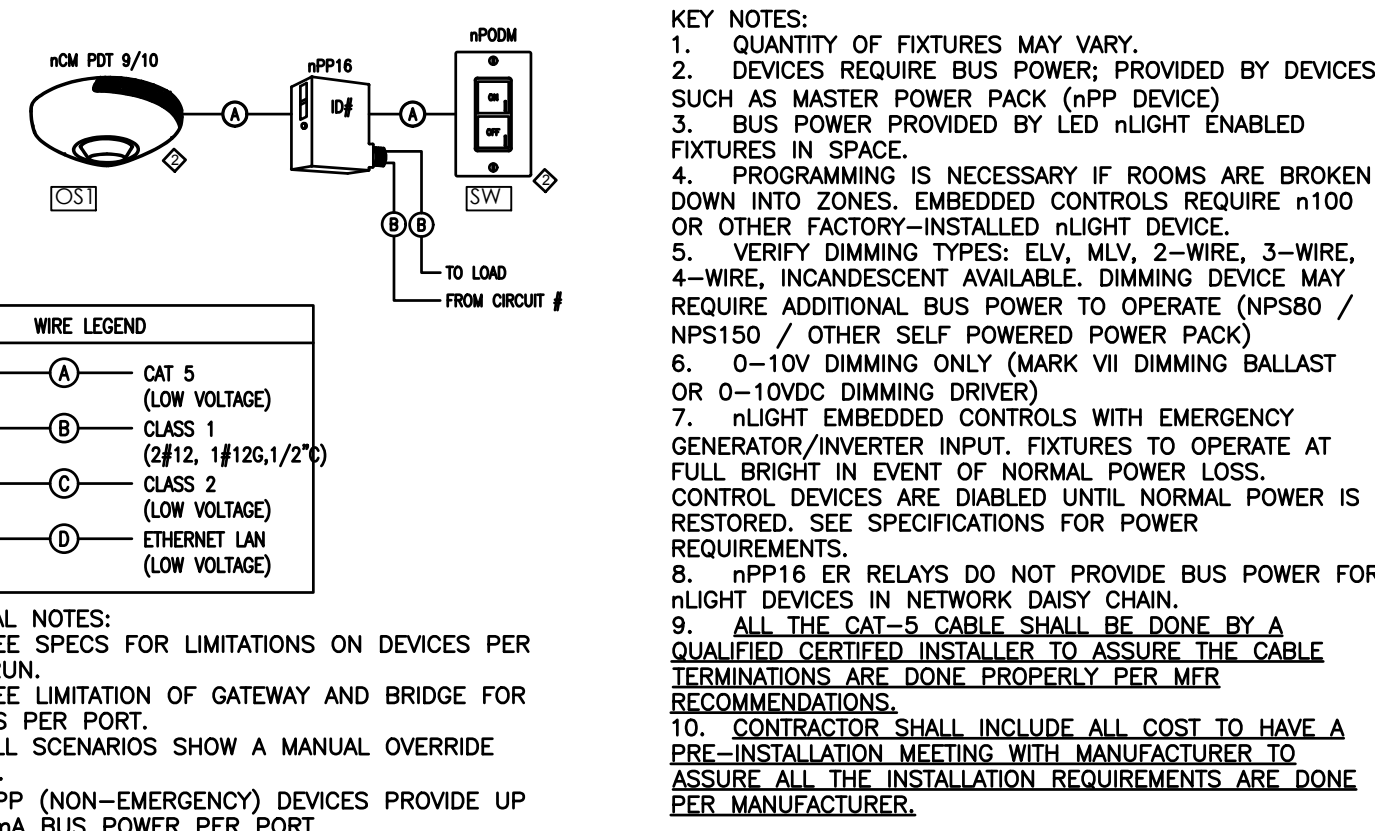 nCM PDT 9/10
nPP16
nPODM
A
ID#
A
ON
OFF
2
OS1
SW
2
B B
TO LOAD
FROM CIRCUIT #
WIRE LEGEND
A CAT 5
(LOW VOLTAGE)
B CLASS 1
(2#12, 1#12G,1/2"C)
C CLASS 2
(LOW VOLTAGE)
D ETHERNET LAN
(LOW VOLTAGE)
AL NOTES:
EE SPECS FOR LIMITATIONS ON DEVICES PER
UN.
EE LIMITATION OF GATEWAY AND BRIDGE FOR
S PER PORT.
LL SCENARIOS SHOW A MANUAL OVERRIDE
.
PP (NON-EMERGENCY) DEVICES PROVIDE UP
mA BUS POWER PER PORT
KEY NOTES:
1. QUANTITY OF FIXTURES MAY VARY.
2. DEVICES REQUIRE BUS POWER; PROVIDED BY DEVICES
SUCH AS MASTER POWER PACK (nPP DEVICE)
3. BUS POWER PROVIDED BY LED nLIGHT ENABLED
FIXTURES IN SPACE.
4. PROGRAMMING IS NECESSARY IF ROOMS ARE BROKEN
DOWN INTO ZONES. EMBEDDED CONTROLS REQUIRE n100
OR OTHER FACTORY-INSTALLED nLIGHT DEVICE.
5. VERIFY DIMMING TYPES: ELV, MLV, 2-WIRE, 3-WIRE,
4-WIRE, INCANDESCENT AVAILABLE. DIMMING DEVICE MAY
REQUIRE ADDITIONAL BUS POWER TO OPERATE (NPS80 /
NPS150 / OTHER SELF POWERED POWER PACK)
6. 0-10V DIMMING ONLY (MARK VII DIMMING BALLAST
OR 0-10VDC DIMMING DRIVER)
7. nLIGHT EMBEDDED CONTROLS WITH EMERGENCY
GENERATOR/INVERTER INPUT. FIXTURES TO OPERATE AT
FULL BRIGHT IN EVENT OF NORMAL POWER LOSS.
CONTROL DEVICES ARE DIABLED UNTIL NORMAL POWER IS
RESTORED. SEE SPECIFICATIONS FOR POWER
REQUIREMENTS.
8. nPP16 ER RELAYS DO NOT PROVIDE BUS POWER FOR
nLIGHT DEVICES IN NETWORK DAISY CHAIN.
9. ALL THE CAT-5 CABLE SHALL BE DONE BY A
QUALIFIED CERTIFED INSTALLER TO ASSURE THE CABLE
TERMINATIONS ARE DONE PROPERLY PER MFR
RECOMMENDATIONS.
10. CONTRACTOR SHALL INCLUDE ALL COST TO HAVE A
PRE-INSTALLATION MEETING WITH MANUFACTURER TO
ASSURE ALL THE INSTALLATION REQUIREMENTS ARE DONE
PER MANUFACTURER.